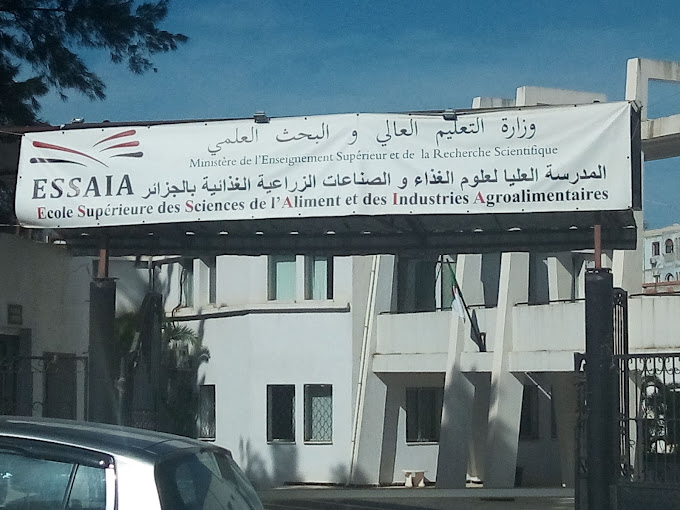 وزارة التعليم العالي و البحث العلمي
Ministère de l'Enseignement Supérieur et de la Recherche Scientifique
ESSAIA
المدرسة العليا لعلوم الغذاء و الصناعات الزراعية الغذائية بالجزائر
Ecole Supérieure des Sciences de l'Aliment et des Industries Agroalimentaires